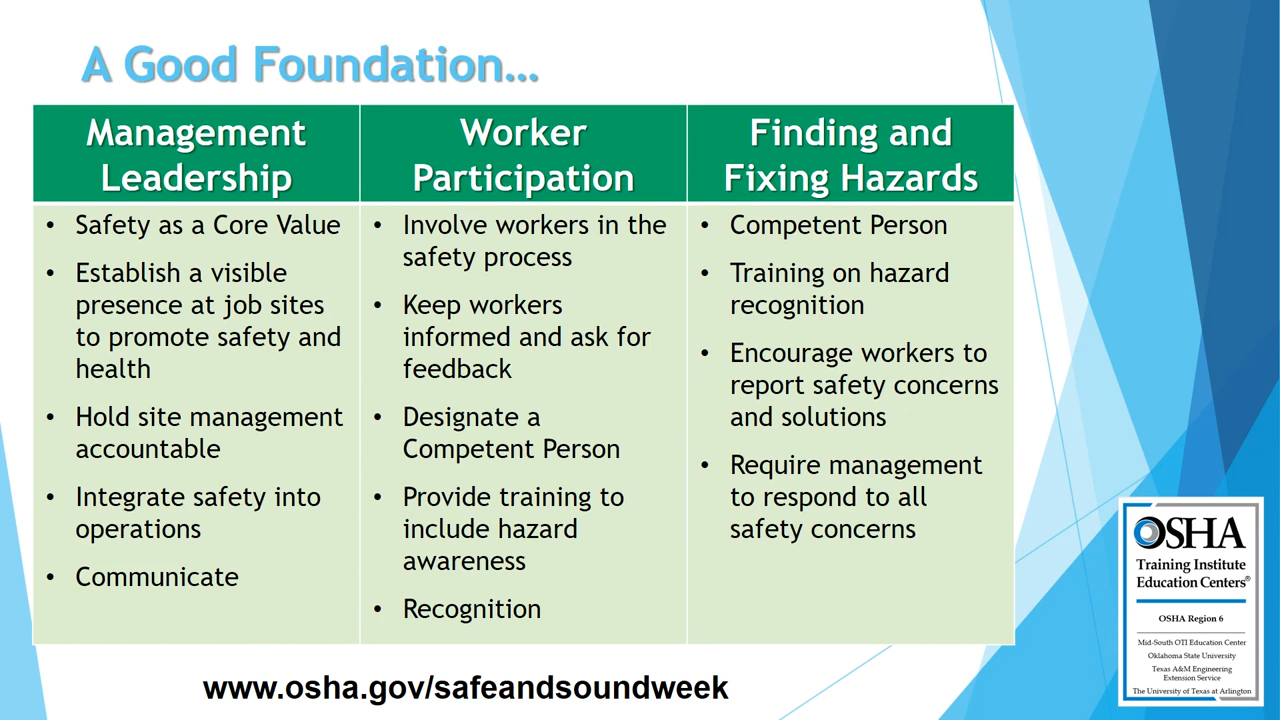 A Good Foundation...
Management
Leadership
• Safety as a Core Value
• Establish a visible
presence at job sites
to promote safety and
health
• Hold site management
accountable
• Integrate safety into
operations
• Communicate
Worker
Participation
• Involve workers in the
safety process
• Keep workers
informed and ask for
feedback
• Designate a
Competent Person
• Provide training to
include hazard
awareness
• Recognition
Finding and
Fixing Hazards
• Competent Person
• Training on hazard
recognition
• Encourage workers to
report safety concerns
and solutions
• Require management
to respond to all
safety concerns
www.osha.gov/safeandsoundweek
OSHA
Training Institute
Education Centers®
OSHA Region 6
Mid-South OTI Education Center
Oklahoma State University
Texas A&M Engineering
Extension Service
The University of Texas at Arlington